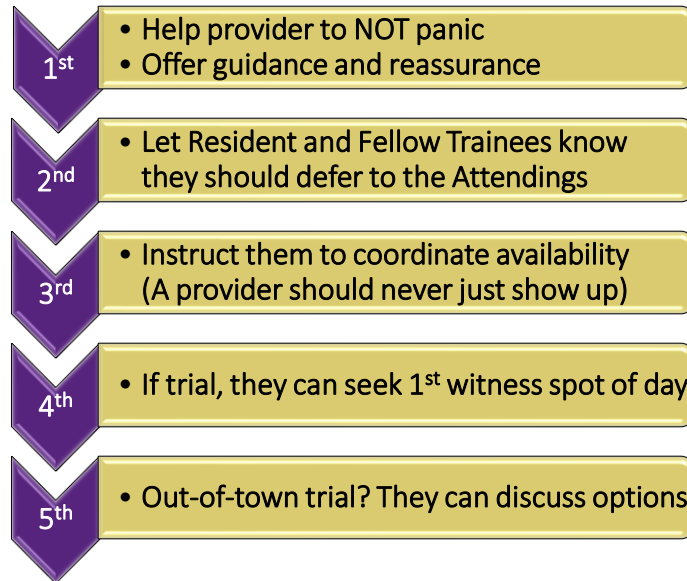 1st
• Help provider to NOT panic
• Offer guidance and reassurance
2nd
• Let Resident and Fellow Trainees know
they should defer to the Attendings
3rd
• Instruct them to coordinate availability
(A provider should never just show up)
4th
• If trial, they can seek 1st witness spot of day
5th
• Out-of-town trial? They can discuss options